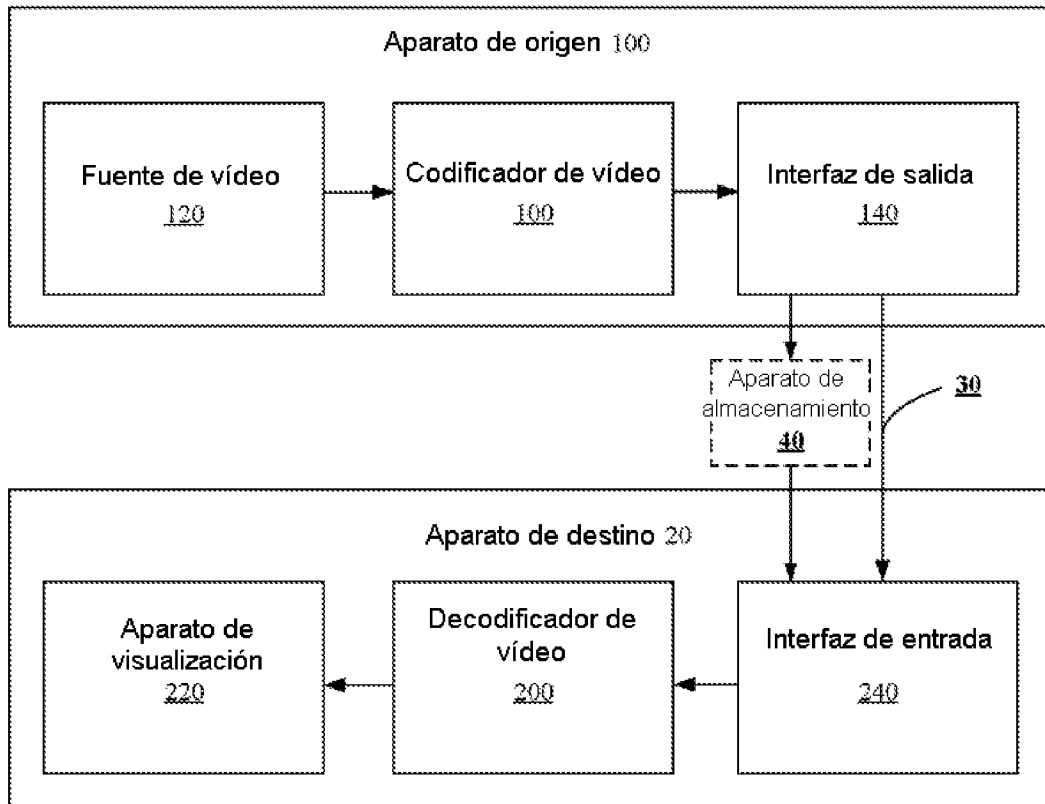 Aparato de origen 100
Fuente de vídeo
120
Codificador de vídeo
100
Interfaz de salida
140
Aparato de
almacenamiento
40
30
Aparato de destino 20
Aparato de
visualización
220
Decodificador de
vídeo
200
Interfaz de entrada
240